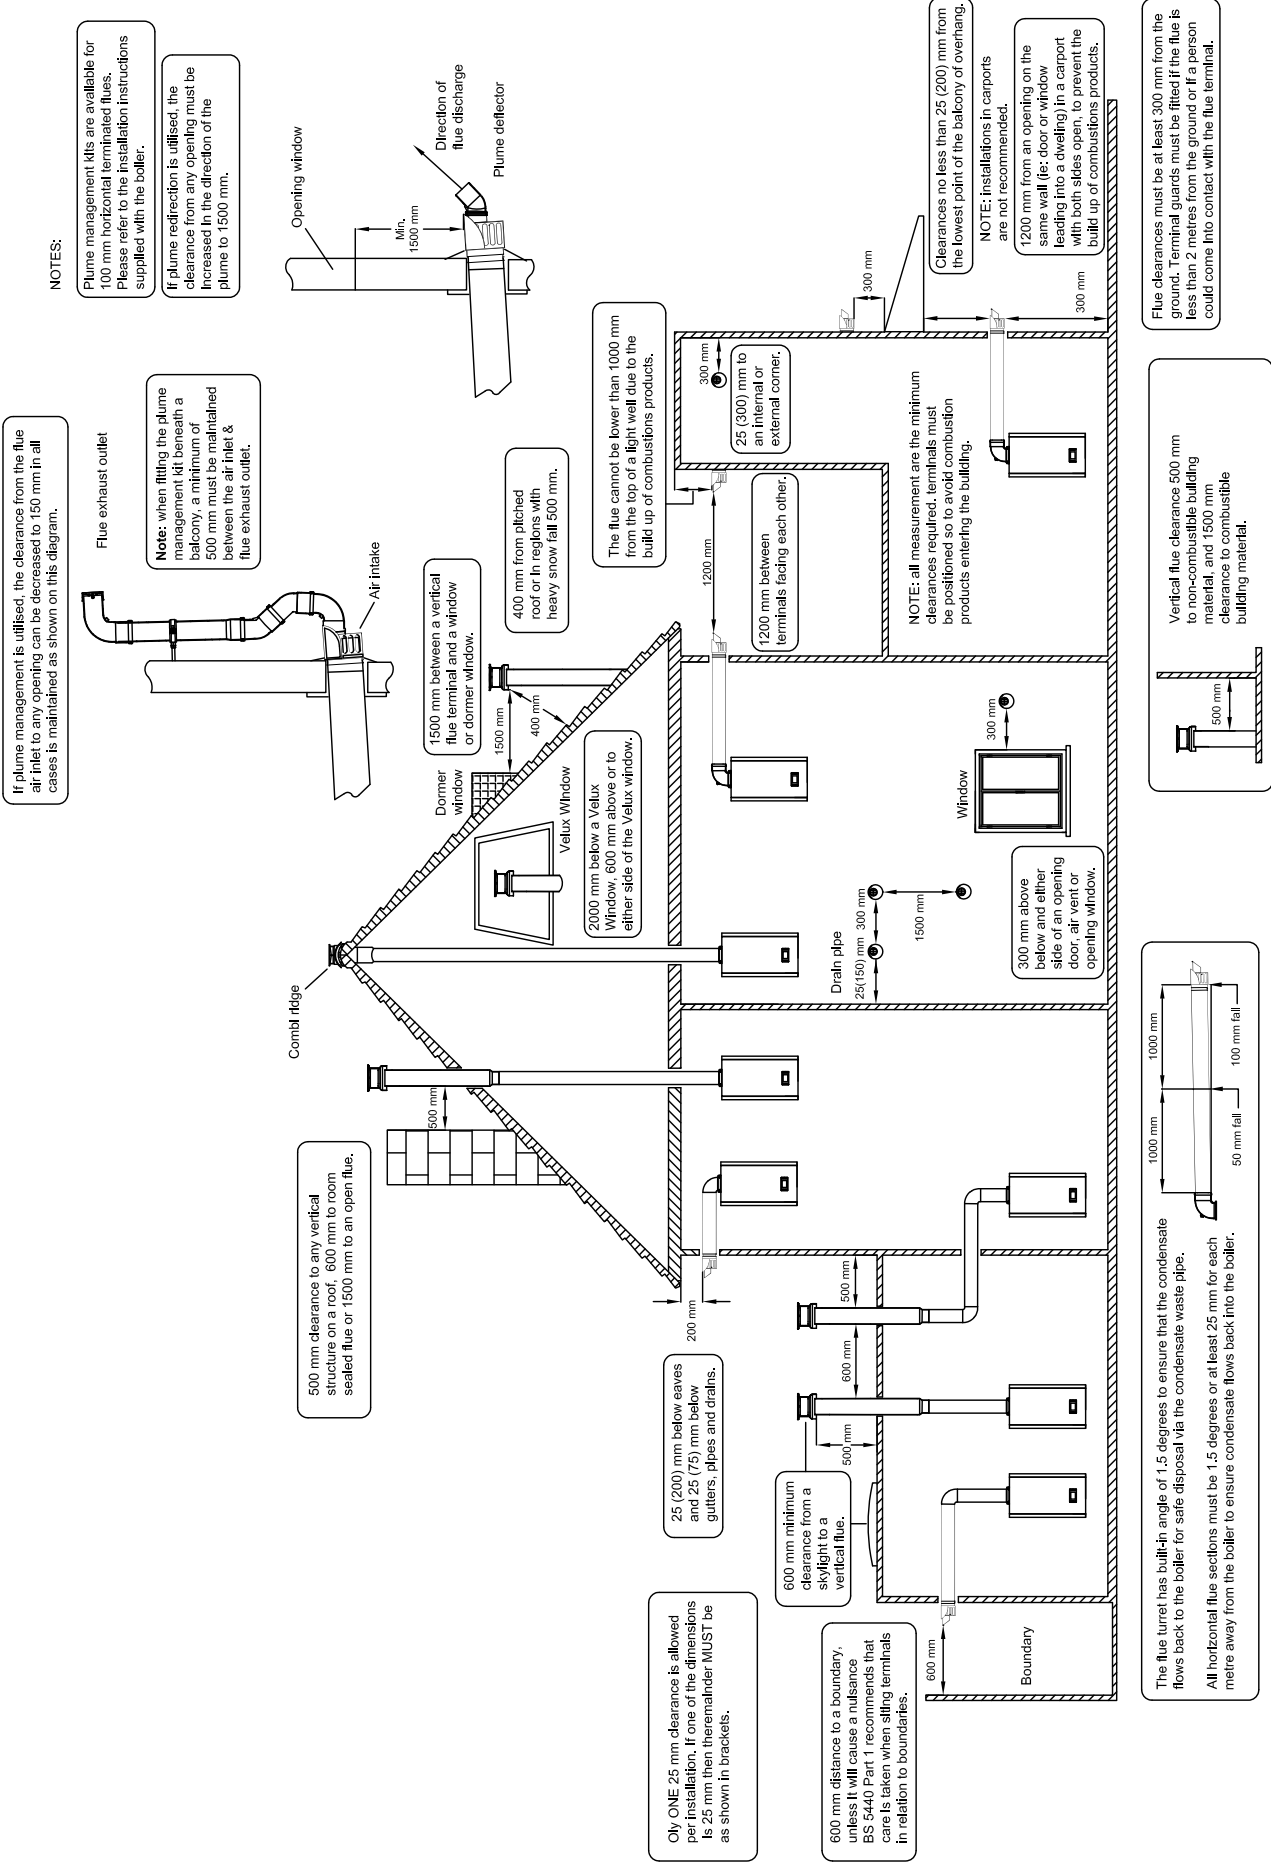 If plume management is utilised, the clearance from the flue
air inlet to any opening can be decreased to 150 mm in all
cases is maintained as shown on this diagram.
NOTES:
Plume management kits are available for
100 mm horizontal terminated flues.
Please refer to the installation instructions
supplied with the boiler.
If plume redirection is utilised, the
clearance from any opening must be
Increased in the direction of the
plume to 1500 mm.
Flue exhaust outlet
Note: when fitting the plume
management kit beneath a
balcony, a minimum of
500 mm must be maintained
between the air inlet &
flue exhaust outlet.
Air intake
Opening window
Min.
1500 mm
Direction of
flue discharge
Plume deflector
500 mm clearance to any vertical
structure on a roof, 600 mm to room
sealed flue or 1500 mm to an open flue.
Combi ridge
500 mm
Dormer
window
1500 mm between a vertical
flue terminal and a window
or dormer window.
1500 mm
400 mm
400 mm from pitched
roof or In regions with
heavy snow fall 500 mm.
Velux Window
2000 mm below a Velux
Window, 600 mm above or to
either side of the Velux window.
The flue cannot be lower than 1000 mm
from the top of a light well due to the
build up of combustions products.
1200 mm
1200 mm between
terminals facing each other.
300 mm
25 (300) mm to
an internal or
external corner.
300 mm
Clearances no less than 25 (200) mm from
the lowest point of the balcony of overhang.
NOTE: installations in carports
are not recommended.
1200 mm from an opening on the
same wall (ie: door or window
leading into a dweling) in a carport
with both sides open, to prevent the
build up of combustions products.
300 mm
NOTE: all measurement are the minimum
clearances required. terminals must
be positioned so to avoid combustion
products entering the building.
200 mm
25 (200) mm below eaves
and 25 (75) mm below
gutters, pipes and drains.
Oly ONE 25 mm clearance is allowed
per installation. If one of the dimensions
Is 25 mm then theremainder MUST be
as shown in brackets.
600 mm minimum
clearance from a
skylight to a
vertical flue.
500 mm
600 mm
500 mm
Drain pipe
25(150) mm
300 mm
1500 mm
Window
300 mm
300 mm above
below and either
side of an opening
door, air vent or
opening window.
600 mm distance to a boundary,
unless It will cause a nuisance
BS 5440 Part 1 recommends that
care Is taken when siting terminals
in relation to boundaries.
600 mm
Boundary
The flue turret has built-in angle of 1.5 degrees to ensure that the condensate
flows back to the boiler for safe disposal via the condensate waste pipe.
All horizontal flue sections must be 1.5 degrees or at least 25 mm for each
metre away from the boiler to ensure condensate flows back into the boiler.
1000 mm
1000 mm
50 mm fall
100 mm fall
500 mm
Vertical flue clearance 500 mm
to non-combustible building
material, and 1500 mm
clearance to combustible
building material.
Flue clearances must be at least 300 mm from the
ground. Terminal guards must be fitted if the flue is
less than 2 metres from the ground or if a person
could come into contact with the flue terminal.